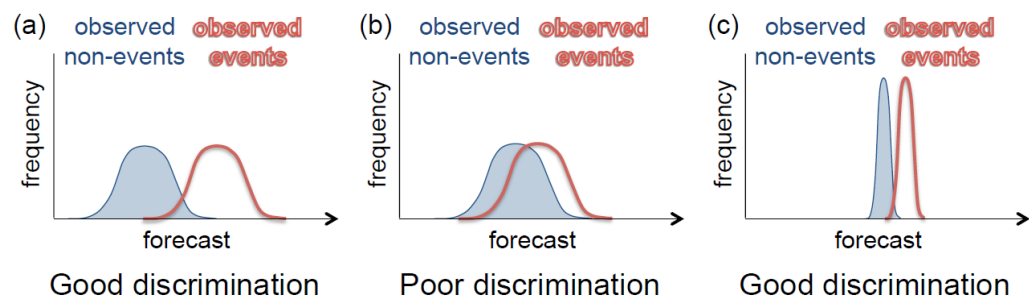 (a) observed observed
non-events events
frequency
forecast
Good discrimination
(b) observed observed
non-events events
frequency
forecast
Poor discrimination
(c) observed observed
non-events events
frequency
forecast
Good discrimination